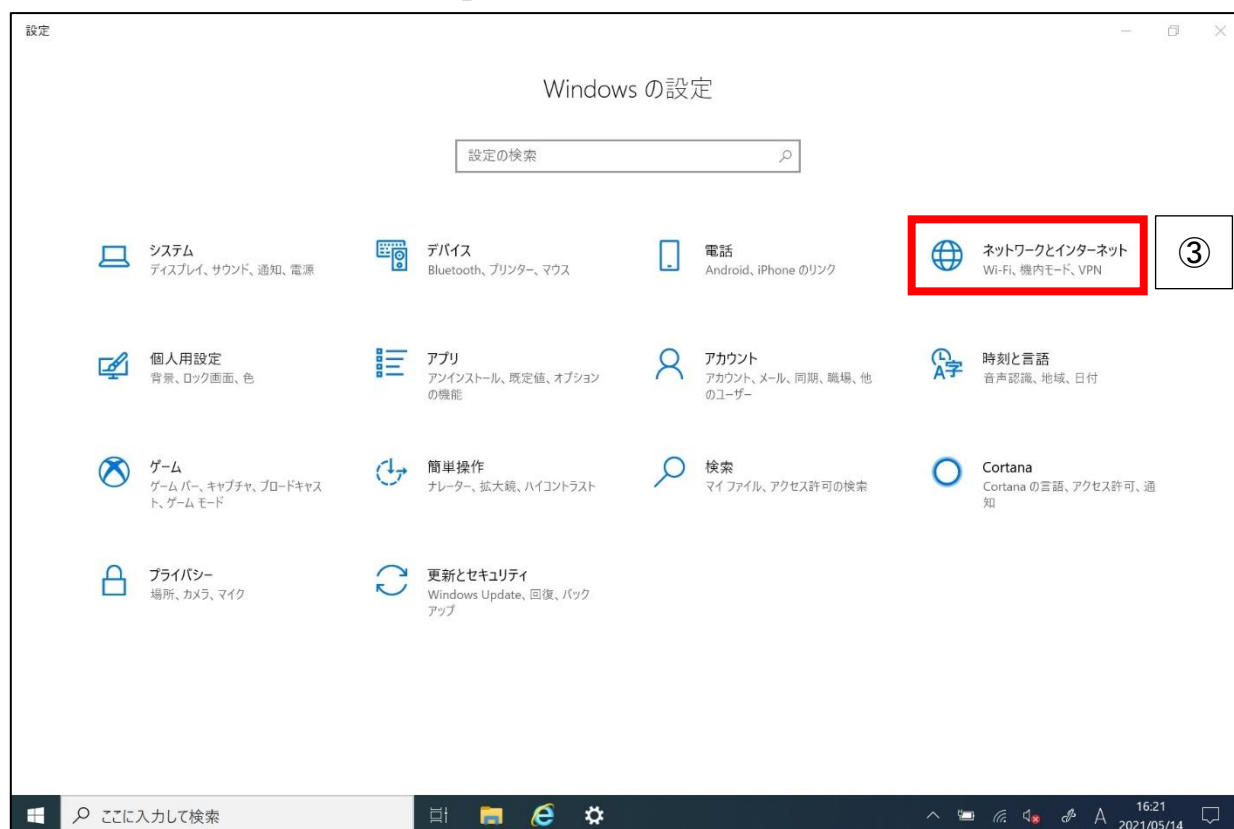 設定
Windows の設定
設定の検索
システム
ディスプレイ、サウンド、通知、電源
デバイス
Bluetooth、プリンター、マウス
電話
Android、iPhone のリンク
ネットワークとインターネット
Wi-Fi、機内モード、VPN
③
個人用設定
背景、ロック画面、色
アプリ
アンインストール、既定値、オプション
の機能
アカウント
アカウント、メール、同期、職場、他
のユーザー
時刻と言語
音声認識、地域、日付
ゲーム
ゲーム バー、キャプチャ、ブロードキャス
ト、ゲーム モード
簡単操作
ナレーター、拡大鏡、ハイコントラスト
検索
マイ ファイル、アクセス許可の検索
Cortana
Cortana の言語、アクセス許可、通
知
プライバシー
場所、カメラ、マイク
更新とセキュリティ
Windows Update、回復、バック
アップ
ここに入力して検索
A
16:21
2021/05/14